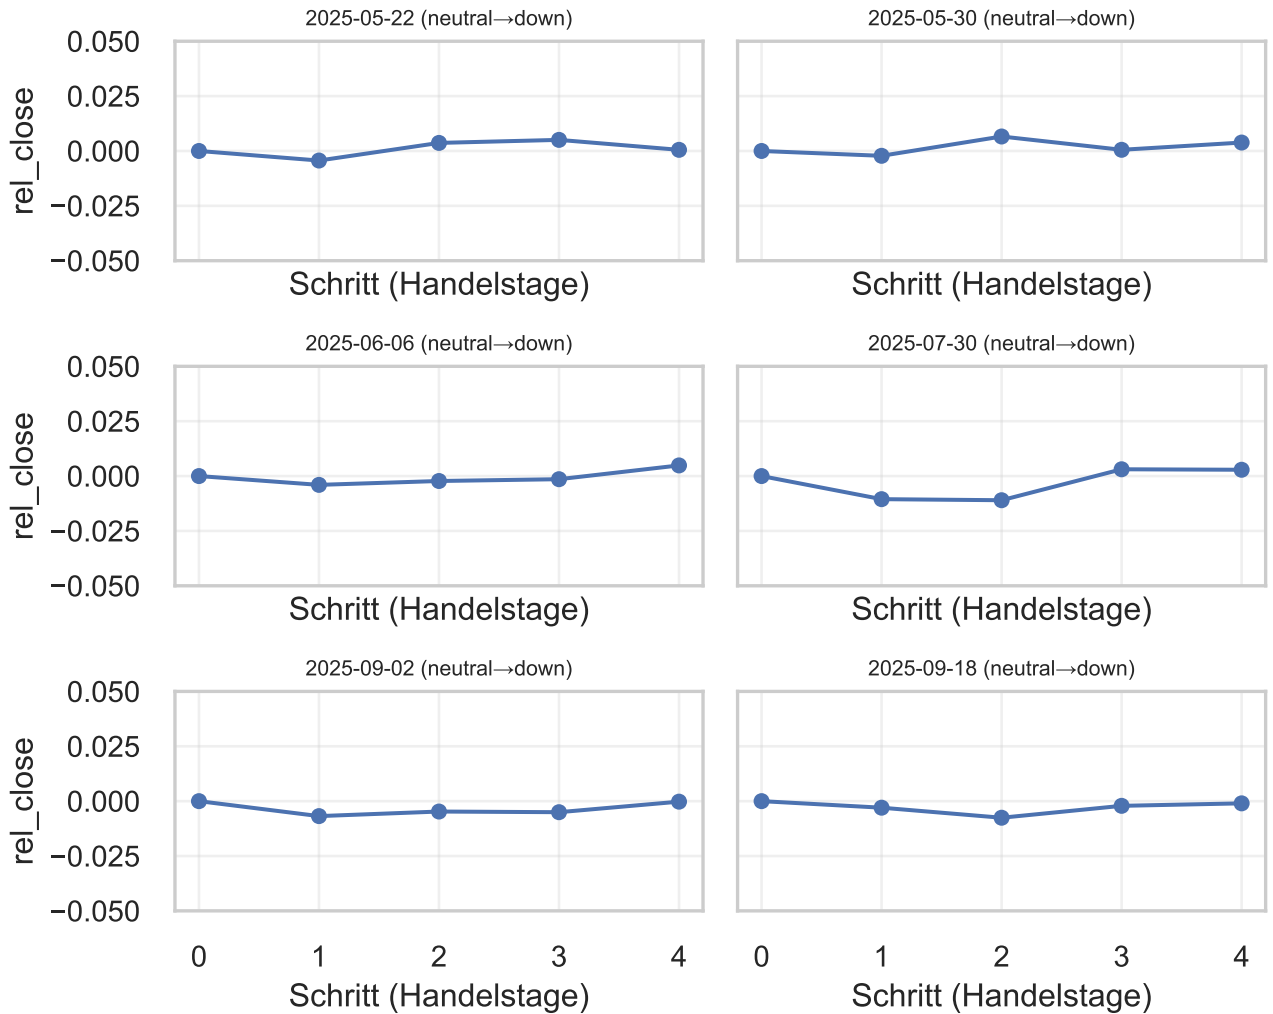 2025-05-22 (neutral→down)
2025-05-30 (neutral→down)
0.050
0.025
0.000
−0.025
−0.050
rel_close
Schritt (Handelstage)
Schritt (Handelstage)
2025-06-06 (neutral→down)
2025-07-30 (neutral→down)
0.050
0.025
0.000
−0.025
−0.050
rel_close
Schritt (Handelstage)
Schritt (Handelstage)
2025-09-02 (neutral→down)
2025-09-18 (neutral→down)
0.050
0.025
0.000
−0.025
−0.050
rel_close
0 1 2 3 4
0 1 2 3 4
Schritt (Handelstage)
Schritt (Handelstage)